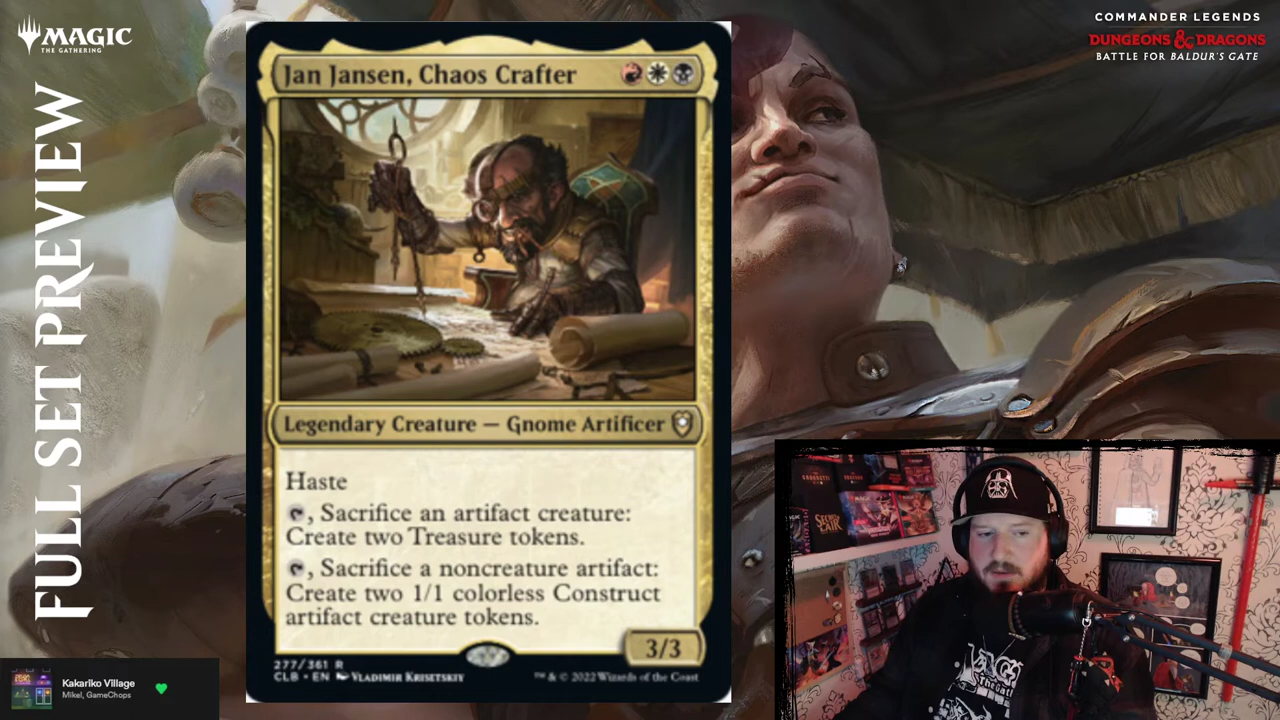 MAGIC
THE GATHERING
COMMANDER LEGENDS
DUNGEONS & DRAGONS
BATTLE FOR BALDUR'S GATE
FULL SET PREVIEW
Jan Jansen, Chaos Crafter
Legendary Creature — Gnome Artificer
Haste
, Sacrifice an artifact creature:
Create two Treasure tokens.
, Sacrifice a noncreature artifact:
Create two 1/1 colorless Construct
artifact creature tokens.
3/3
277/361 R
CLB • EN VLADIMIR KRISETSKIY
™ & © 2022 Wizards of the Coast
Kakariko Village
Mikel, GameChops
SECRET
LAIR